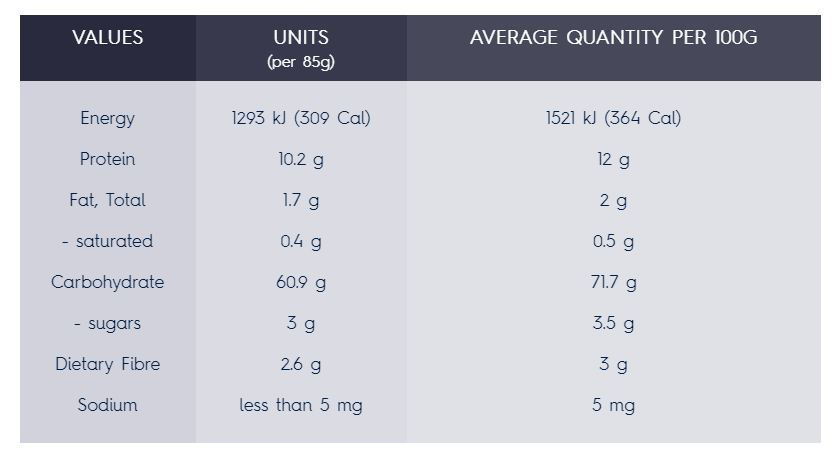 VALUES UNITS AVERAGE QUANTITY PER 100G
(per 85g)
Energy 1293 kJ (309 Cal) 1521 kJ (364 Cal)
Protein 10.2 g 12 g
Fat, Total 1.7 g 2 g
- saturated 0.4 g 0.5 g
Carbohydrate 60.9 g 71.7 g
- sugars 3 g 3.5 g
Dietary Fibre 2.6 g 3 g
Sodium less than 5 mg 5 mg